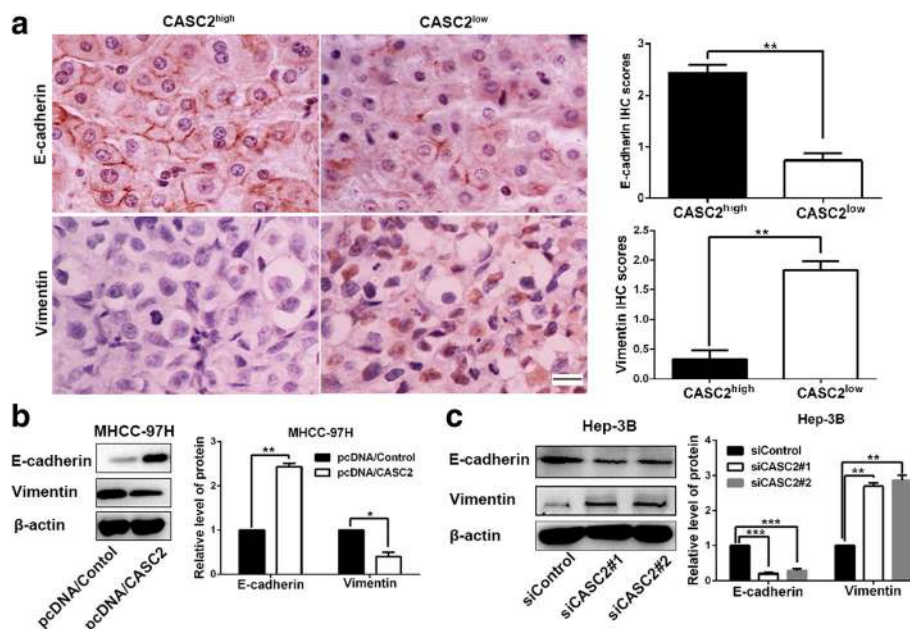 a
CASC2high
CASC2low
E-cadherin
Vimentin
E-cadherin IHC scores
3
2
1
0
**
CASC2high
CASC2low
Vimentin IHC scores
2.5
2.0
1.5
1.0
0.5
0.0
**
CASC2high
CASC2low
b
MHCC-97H
E-cadherin
Vimentin
β-actin
pcDNA/Contol
pcDNA/CASC2
MHCC-97H
pcDNA/Control
pcDNA/CASC2
Relative level of protein
3
2
1
0
**
*
E-cadherin
Vimentin
c
Hep-3B
E-cadherin
Vimentin
β-actin
siControl
siCASC2#1
siCASC2#2
Hep-3B
siControl
siCASC2#1
siCASC2#2
Relative level of protein
4
3
2
1
0
***
***
**
**
E-cadherin
Vimentin